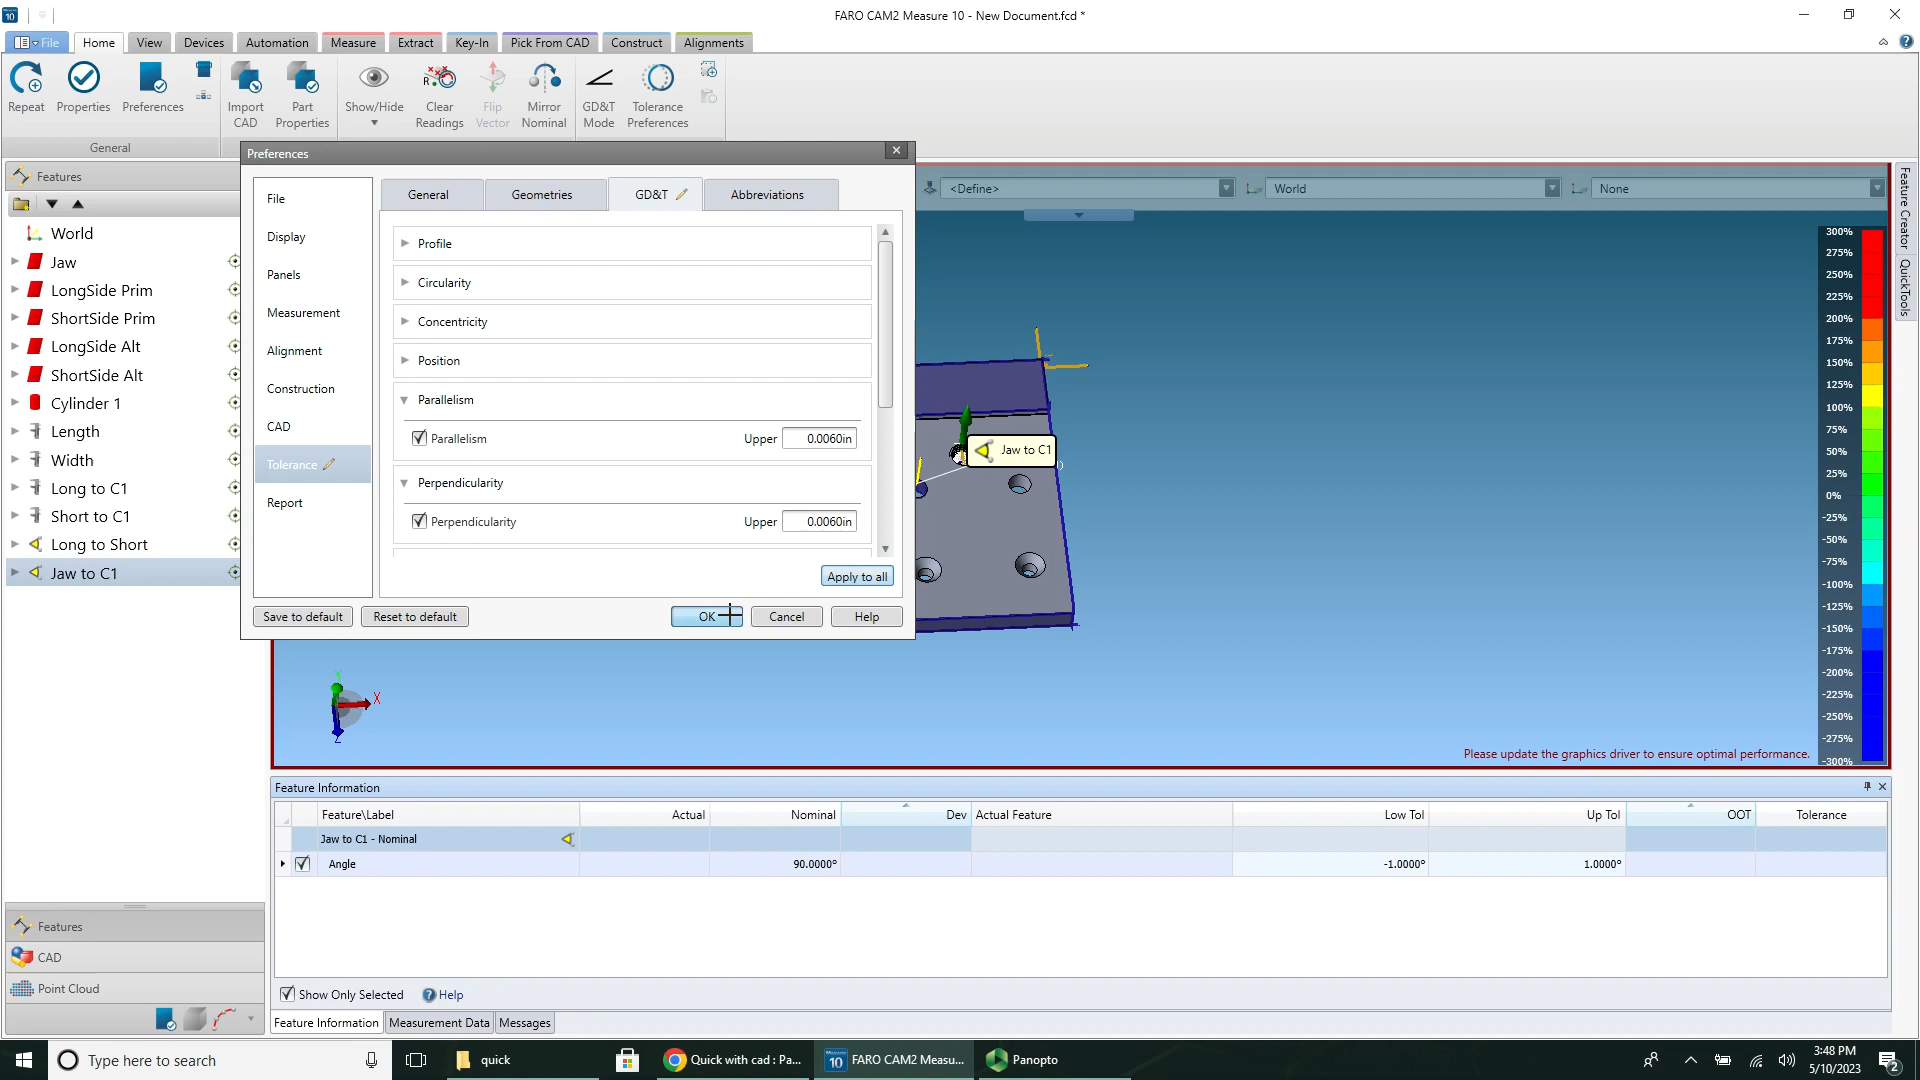 FARO CAM2 Measure 10 - New Document.fcd *
File Home View Devices Automation Measure Extract Key-In Pick From CAD Construct Alignments
Repeat
Properties
Preferences
Import
CAD
Part
Properties
Show/Hide
Clear
Readings
Flip
Vector
Mirror
Nominal
GD&T
Mode
Tolerance
Preferences
General
Features
World
Jaw
LongSide Prim
ShortSide Prim
LongSide Alt
ShortSide Alt
Cylinder 1
Length
Width
Long to C1
Short to C1
Long to Short
Jaw to C1
Features
CAD
Point Cloud
Preferences
File
Display
Panels
Measurement
Alignment
Construction
CAD
Tolerance
Report
General Geometries GD&T Abbreviations
Profile
Circularity
Concentricity
Position
Parallelism
Parallelism Upper 0.0060in
Perpendicularity
Perpendicularity Upper 0.0060in
Apply to all
Save to default Reset to default OK Cancel Help
<Define> World None
Jaw to C1
X
Y
Z
300%
275%
250%
225%
200%
175%
150%
125%
100%
75%
50%
25%
0%
-25%
-50%
-75%
-100%
-125%
-150%
-175%
-200%
-225%
-250%
-275%
-300%
Please update the graphics driver to ensure optimal performance.
Feature Creator
QuickTools
Feature Information
Feature\Label Actual Nominal Dev Actual Feature Low Tol Up Tol OOT Tolerance
Jaw to C1 - Nominal
Angle 90.0000° -1.0000° 1.0000°
Show Only Selected Help
Feature Information Measurement Data Messages
Type here to search
quick
Quick with cad : Pa...
10 FARO CAM2 Measu...
Panopto
3:48 PM
5/10/2023
2